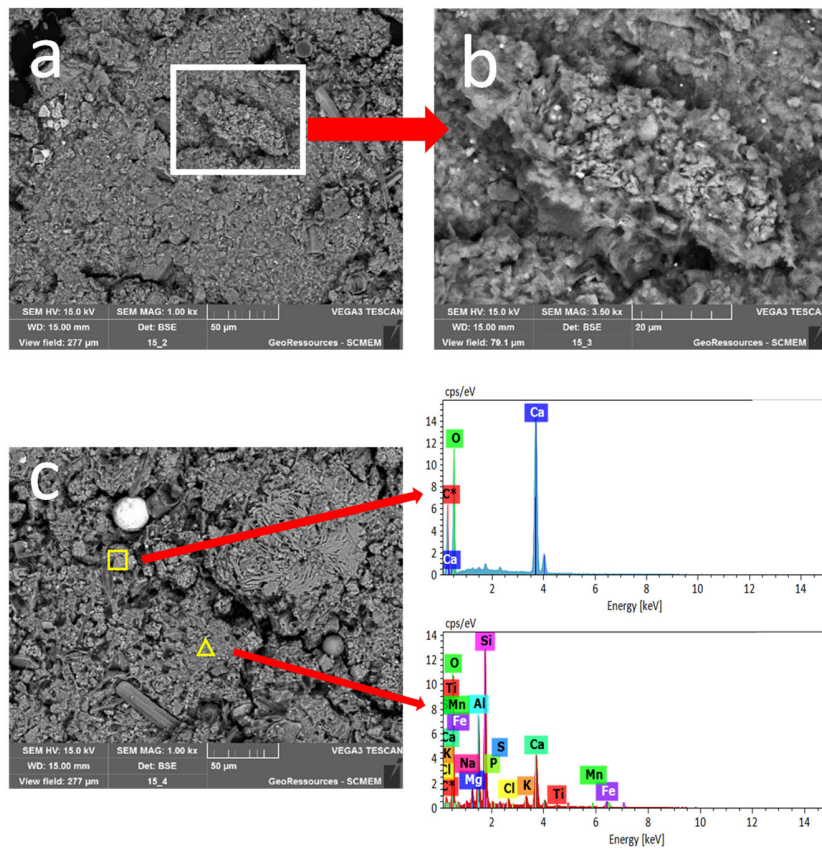 a
SEM HV: 15.0 kV SEM MAG: 1.00 kx VEGA3 TESCAN
WD: 15.00 mm Det: BSE 50 µm
View field: 277 µm 15_2 GeoRessources - SCMEM
b
SEM HV: 15.0 kV SEM MAG: 3.50 kx VEGA3 TESCAN
WD: 15.00 mm Det: BSE 20 µm
View field: 79.1 µm 15_3 GeoRessources - SCMEM
c
SEM HV: 15.0 kV SEM MAG: 1.00 kx VEGA3 TESCAN
WD: 15.00 mm Det: BSE 50 µm
View field: 277 µm 15_4 GeoRessources - SCMEM
cps/eV
14
12
10
8
6
4
2
0
Ca
O
C*
Ca
2 4 6 8 10 12 14
Energy [keV]
cps/eV
14
12
10
8
6
4
2
0
Si
O
Ti
Mn Al
Fe
Ca S Ca
K Na P Mn
Cl Mg Cl K Ti Fe
C*
2 4 6 8 10 12 14
Energy [keV]